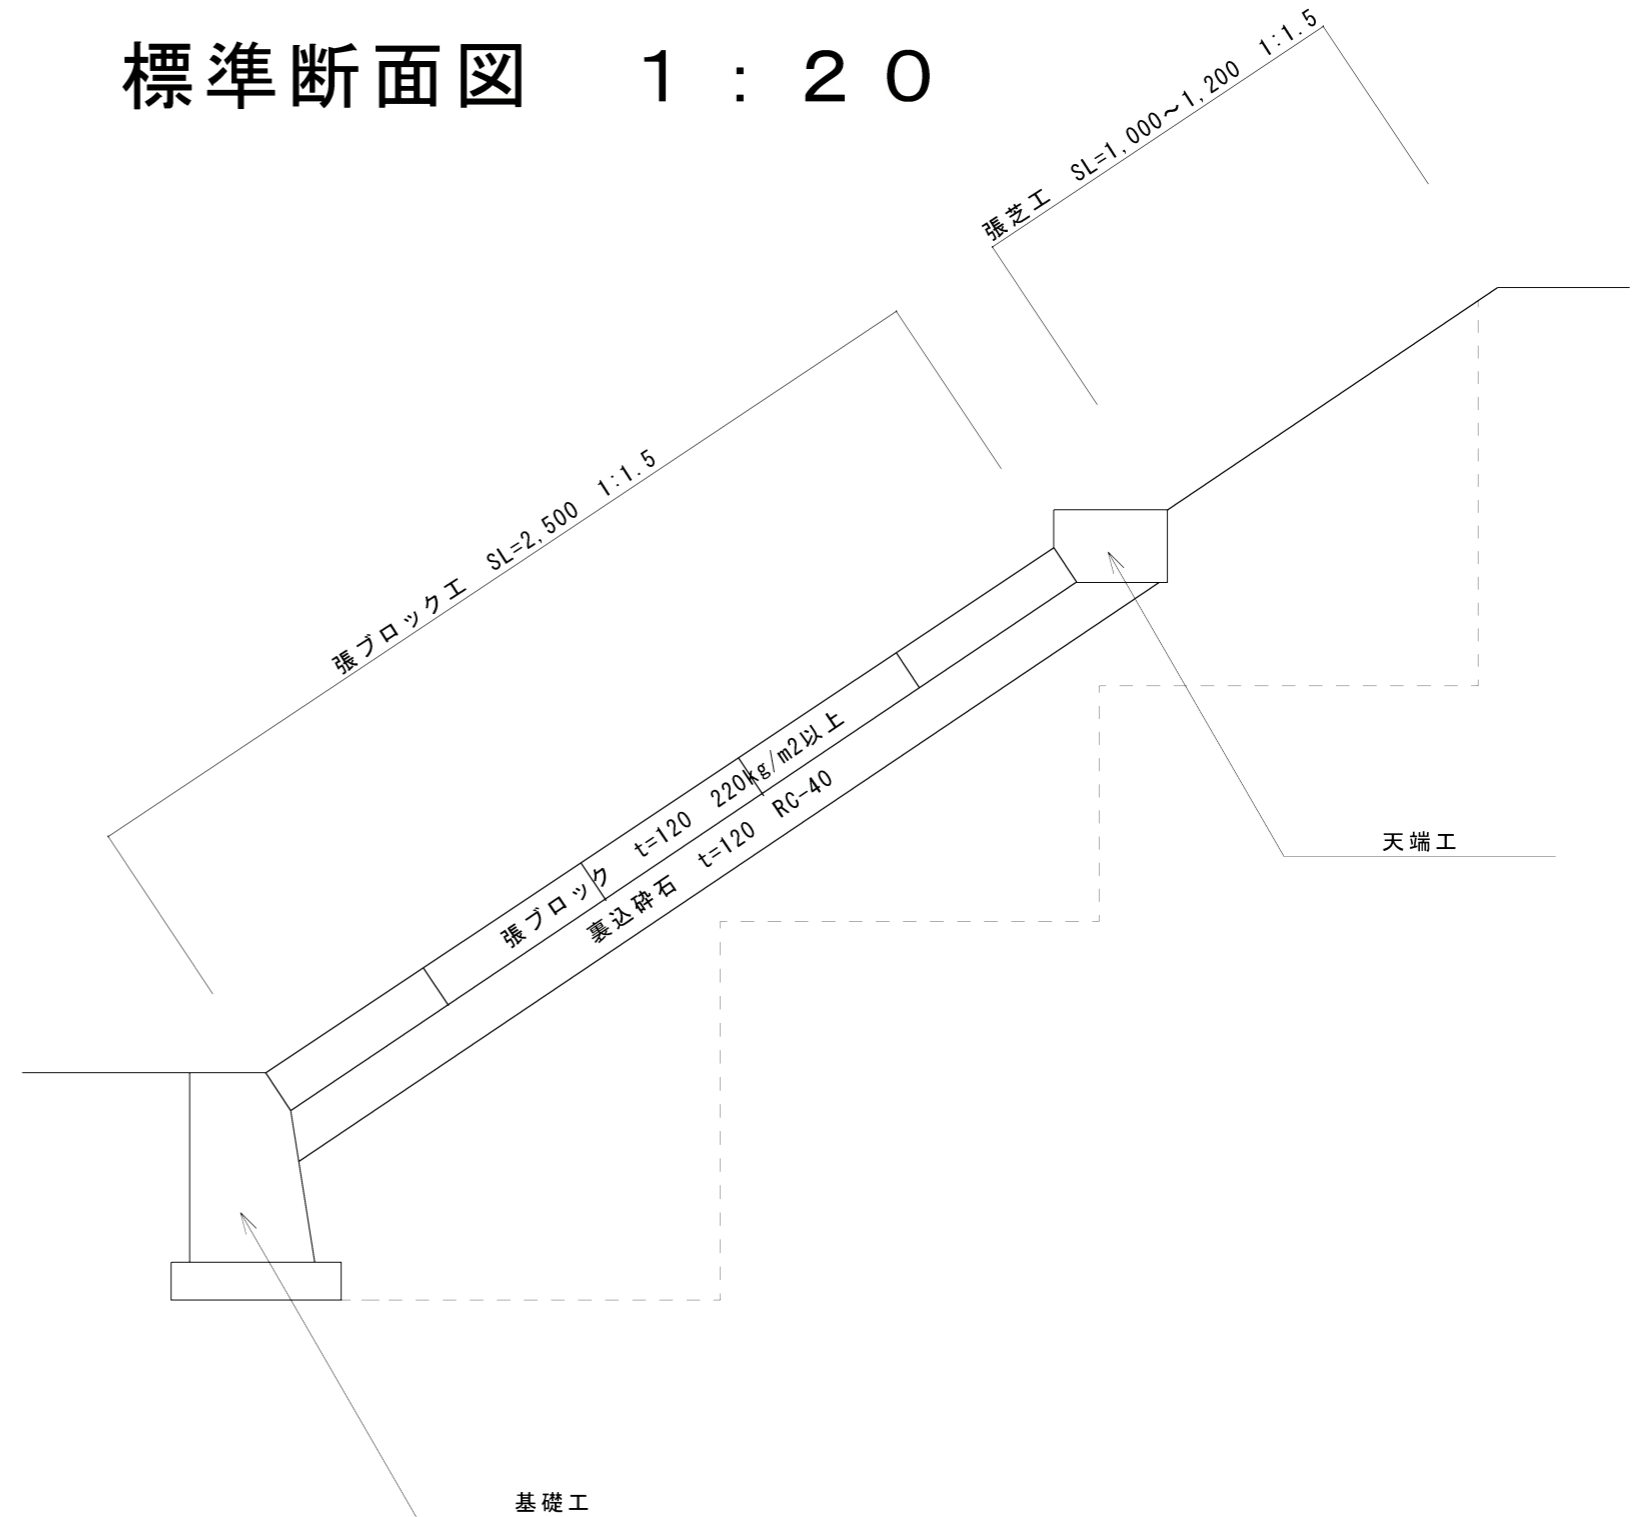 標準断面図　１：２０
張芝工　SL=1,000～1,200　1:1.5
張ブロック工　SL=2,500　1:1.5
張ブロック　t=120　220kg/m2以上
裏込砕石　t=120　RC-40
天端工
基礎工